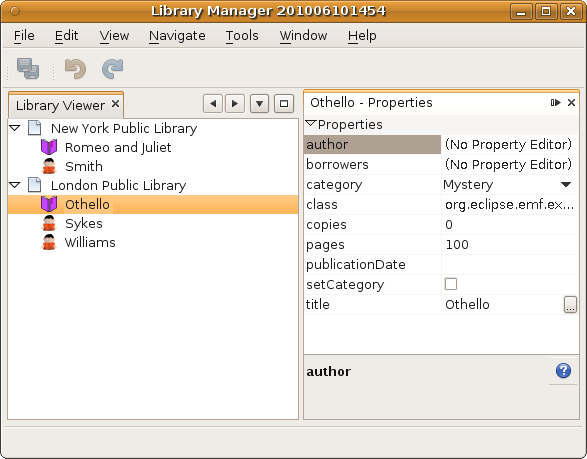 Library Manager 201006101454
File Edit View Navigate Tools Window Help
Library Viewer
New York Public Library
Romeo and Juliet
Smith
London Public Library
Othello
Sykes
Williams
Othello - Properties
Properties
author (No Property Editor)
borrowers (No Property Editor)
category Mystery
class org.eclipse.emf.ex...
copies 0
pages 100
publicationDate
setCategory
title Othello ...
author